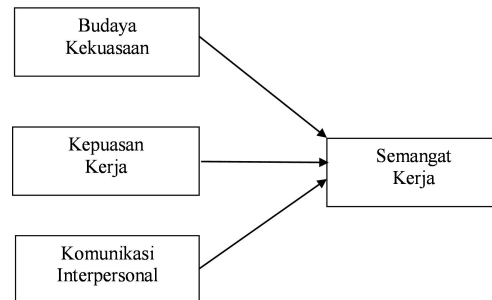 Budaya
Kekuasaan
Kepuasan
Kerja
Semangat
Kerja
Komunikasi
Interpersonal